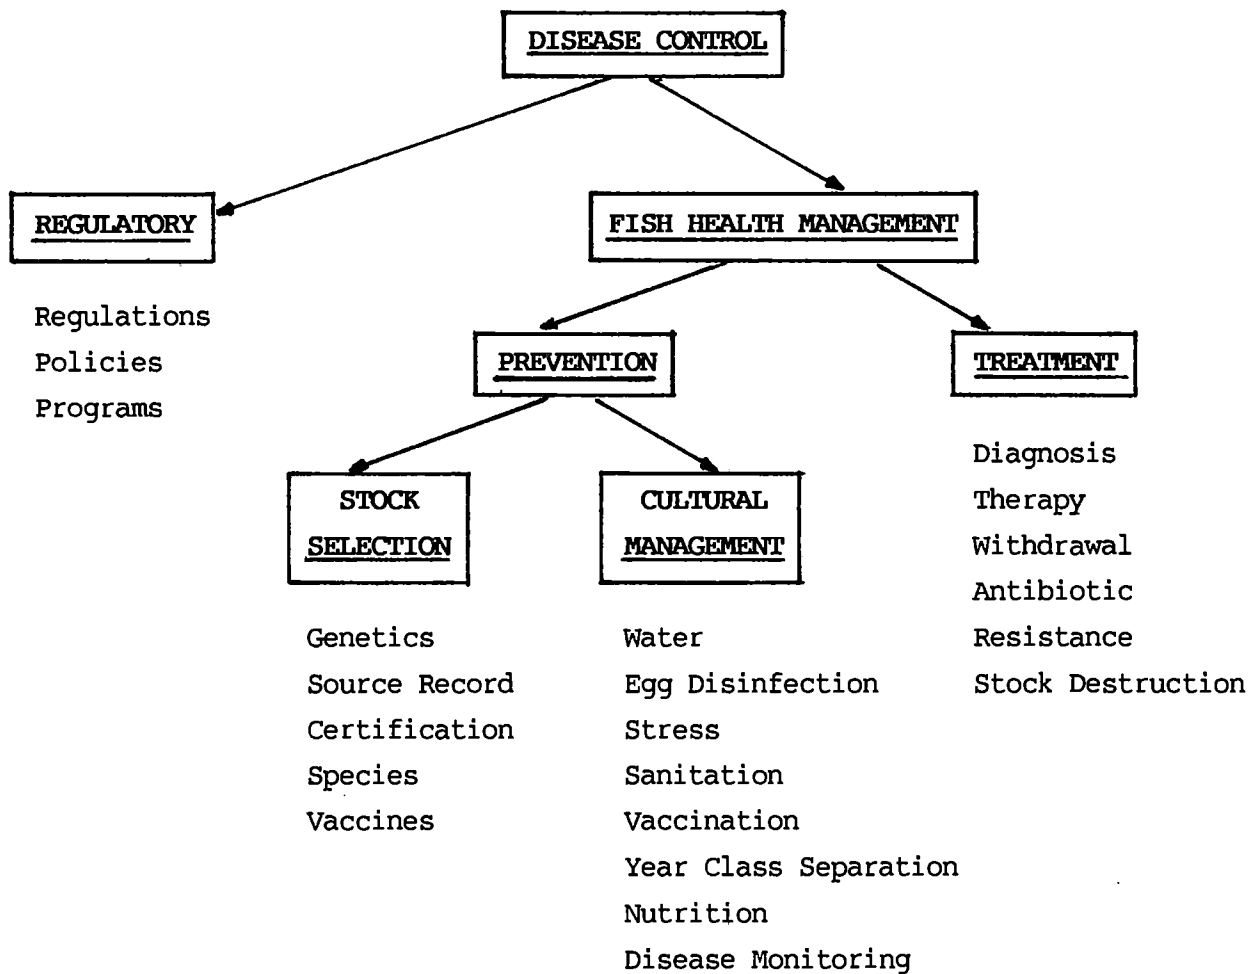 DISEASE CONTROL
REGULATORY
Regulations
Policies
Programs
FISH HEALTH MANAGEMENT
PREVENTION
STOCK
SELECTION
Genetics
Source Record
Certification
Species
Vaccines
CULTURAL
MANAGEMENT
Water
Egg Disinfection
Stress
Sanitation
Vaccination
Year Class Separation
Nutrition
Disease Monitoring
TREATMENT
Diagnosis
Therapy
Withdrawal
Antibiotic
Resistance
Stock Destruction